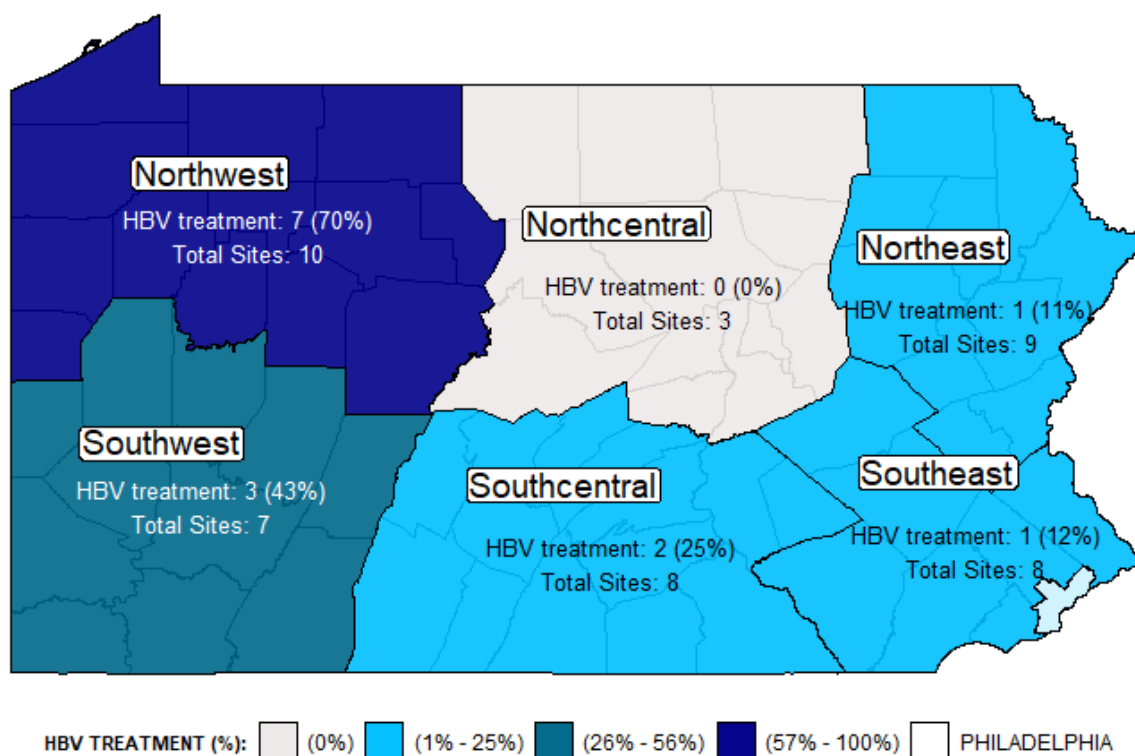 Northwest
HBV treatment: 7 (70%)
Total Sites: 10
Northcentral
HBV treatment: 0 (0%)
Total Sites: 3
Northeast
HBV treatment: 1 (11%)
Total Sites: 9
Southwest
HBV treatment: 3 (43%)
Total Sites: 7
Southcentral
HBV treatment: 2 (25%)
Total Sites: 8
Southeast
HBV treatment: 1 (12%)
Total Sites: 8
HBV TREATMENT (%): (0%) (1% - 25%) (26% - 56%) (57% - 100%) PHILADELPHIA